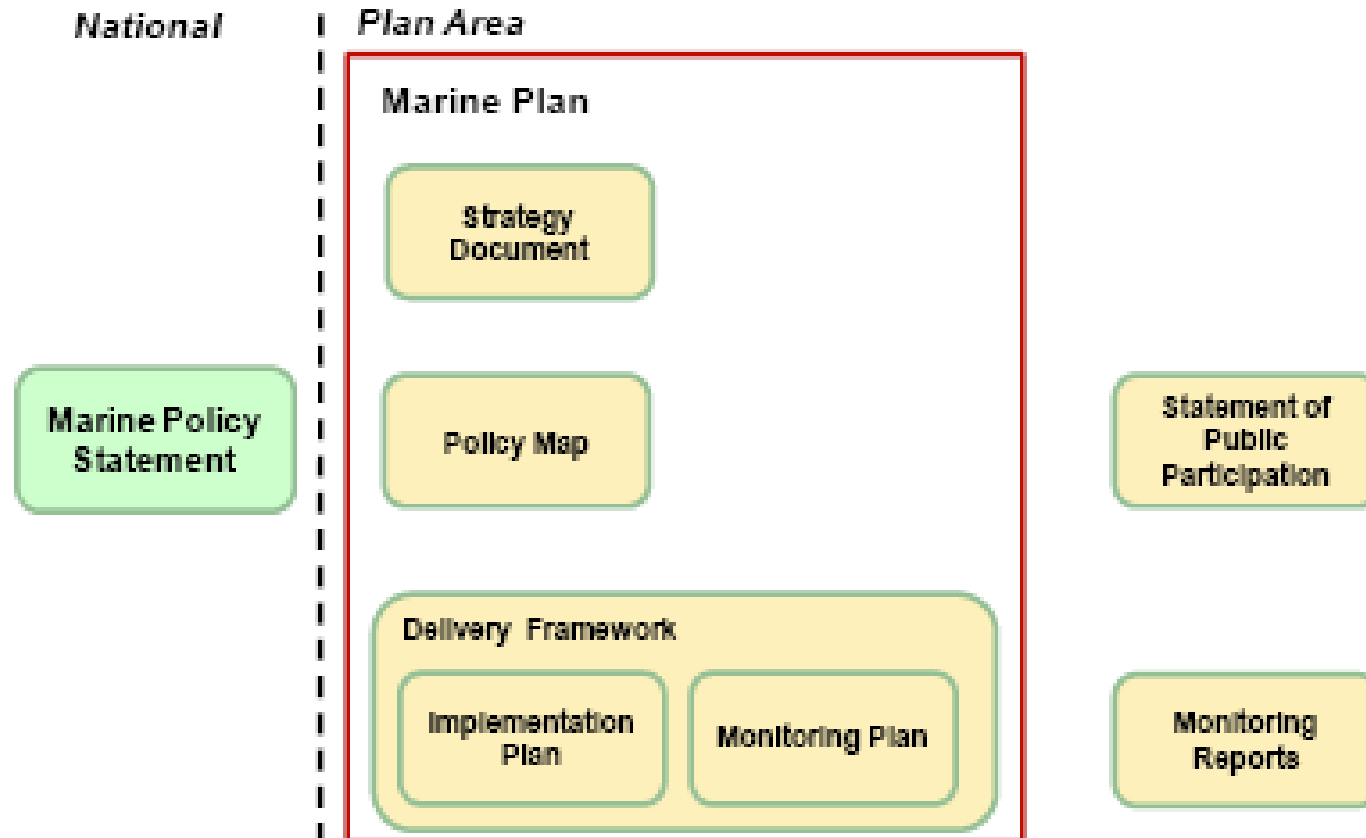 National
Plan Area
Marine Plan
Strategy
Document
Marine Policy
Statement
Policy Map
Statement of
Public
Participation
Delivery Framework
Implementation
Plan
Monitoring Plan
Monitoring
Reports